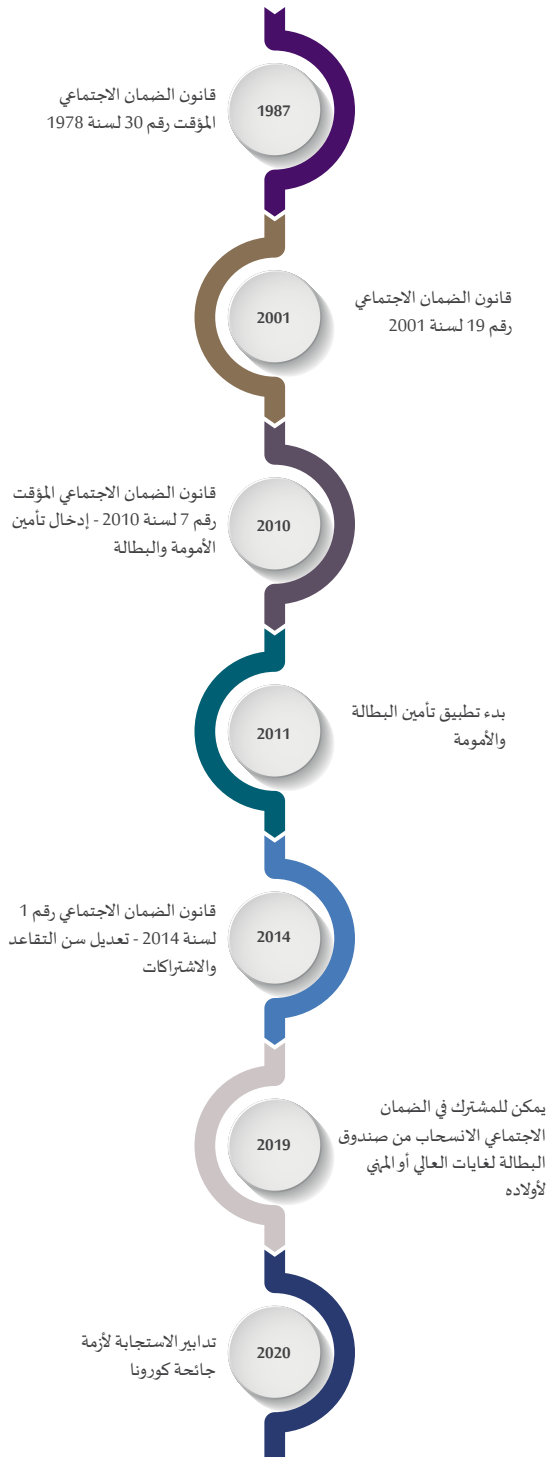 1987
قانون الضمان الاجتماعي
المؤقت رقم 30 لسنة 1978
2001
قانون الضمان الاجتماعي
رقم 19 لسنة 2001
2010
قانون الضمان الاجتماعي المؤقت
رقم 7 لسنة 2010 - إدخال تأمين
الأمومة والبطالة
2011
بدء تطبيق تأمين البطالة
والأمومة
2014
قانون الضمان الاجتماعي رقم 1
لسنة 2014 - تعديل سن التقاعد
والاشتراكات
2019
يمكن للمشترك في الضمان
الاجتماعي الانسحاب من صندوق
البطالة لغايات العالي أو المهني
لأولاده
2020
تدابير الاستجابة لأزمة
جائحة كورونا